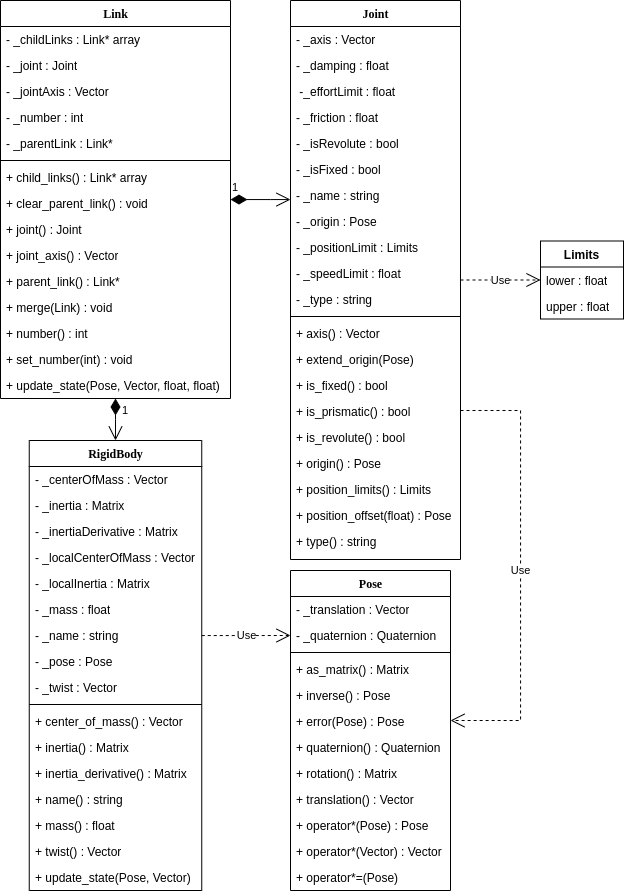 Link
- _childLinks : Link* array
- _joint : Joint
- _jointAxis : Vector
- _number : int
- _parentLink : Link*
+ child_links() : Link* array
+ clear_parent_link() : void
+ joint() : Joint
+ joint_axis() : Vector
+ parent_link() : Link*
+ merge(Link) : void
+ number() : int
+ set_number(int) : void
+ update_state(Pose, Vector, float, float)
1
1
Joint
- _axis : Vector
- _damping : float
-_effortLimit : float
- _friction : float
- _isRevolute : bool
- _isFixed : bool
- _name : string
- _origin : Pose
- _positionLimit : Limits
- _speedLimit : float
- _type : string
+ axis() : Vector
+ extend_origin(Pose)
+ is_fixed() : bool
+ is_prismatic() : bool
+ is_revolute() : bool
+ origin() : Pose
+ position_limits() : Limits
+ position_offset(float) : Pose
+ type() : string
Use
Limits
lower : float
upper : float
Use
RigidBody
- _centerOfMass : Vector
- _inertia : Matrix
- _inertiaDerivative : Matrix
- _localCenterOfMass : Vector
- _localInertia : Matrix
- _mass : float
- _name : string
- _pose : Pose
- _twist : Vector
+ center_of_mass() : Vector
+ inertia() : Matrix
+ inertia_derivative() : Matrix
+ name() : string
+ mass() : float
+ twist() : Vector
+ update_state(Pose, Vector)
Use
Pose
- _translation : Vector
- _quaternion : Quaternion
+ as_matrix() : Matrix
+ inverse() : Pose
+ error(Pose) : Pose
+ quaternion() : Quaternion
+ rotation() : Matrix
+ translation() : Vector
+ operator*(Pose) : Pose
+ operator*(Vector) : Vector
+ operator*=(Pose)